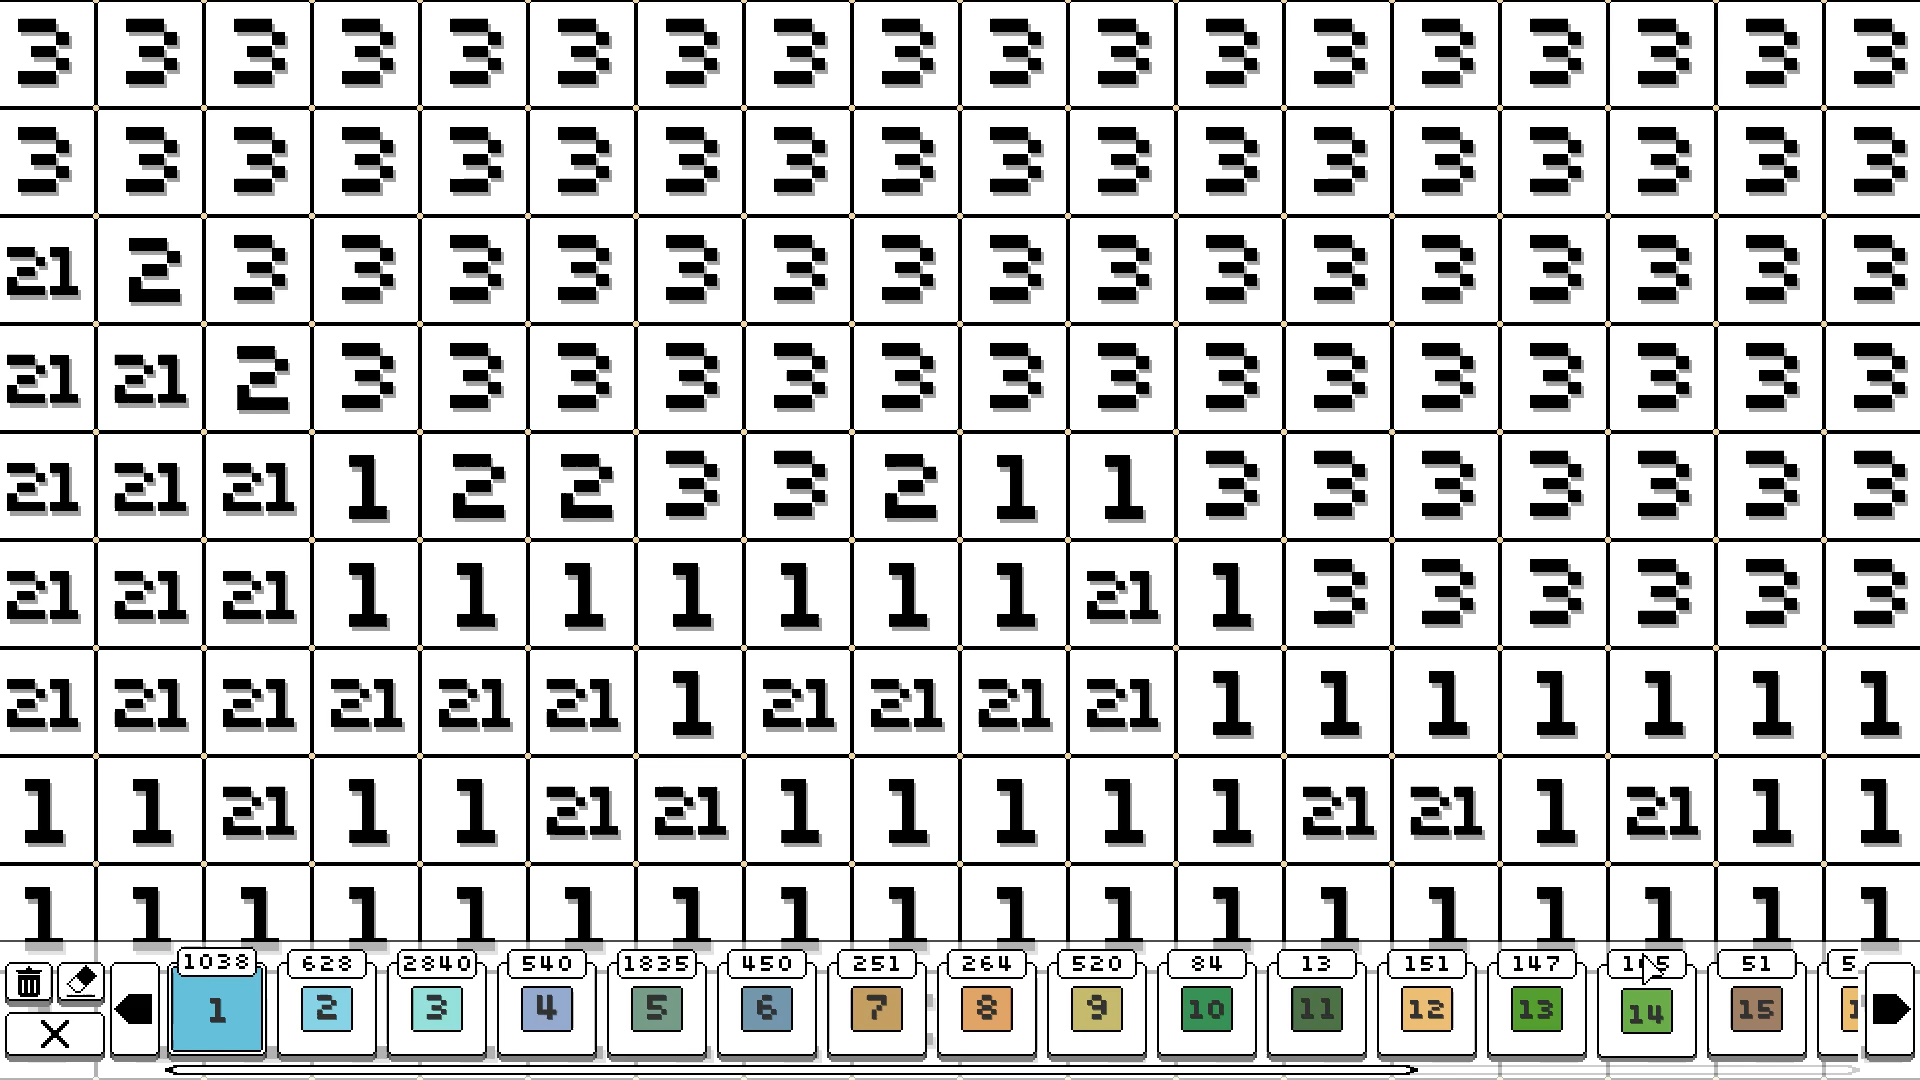 3 3 3 3 3 3 3 3 3 3 3 3 3 3 3 3 3 3
3 3 3 3 3 3 3 3 3 3 3 3 3 3 3 3 3 3
21 2 3 3 3 3 3 3 3 3 3 3 3 3 3 3 3 3
21 21 2 3 3 3 3 3 3 3 3 3 3 3 3 3 3 3
21 21 21 1 2 2 3 3 2 1 1 3 3 3 3 3 3 3
21 21 21 1 1 1 1 1 1 1 21 1 3 3 3 3 3 3
21 21 21 21 21 21 1 21 21 21 21 1 1 1 1 1 1 1
1 1 21 1 1 21 21 1 1 1 1 1 21 21 1 21 1 1
1 1 1 1 1 1 1 1 1 1 1 1 1 1 1 1 1 1
1038 628 2840 540 1835 450 251 264 520 84 13 151 147 51
1 2 3 4 5 6 7 8 9 10 11 12 13 14 15